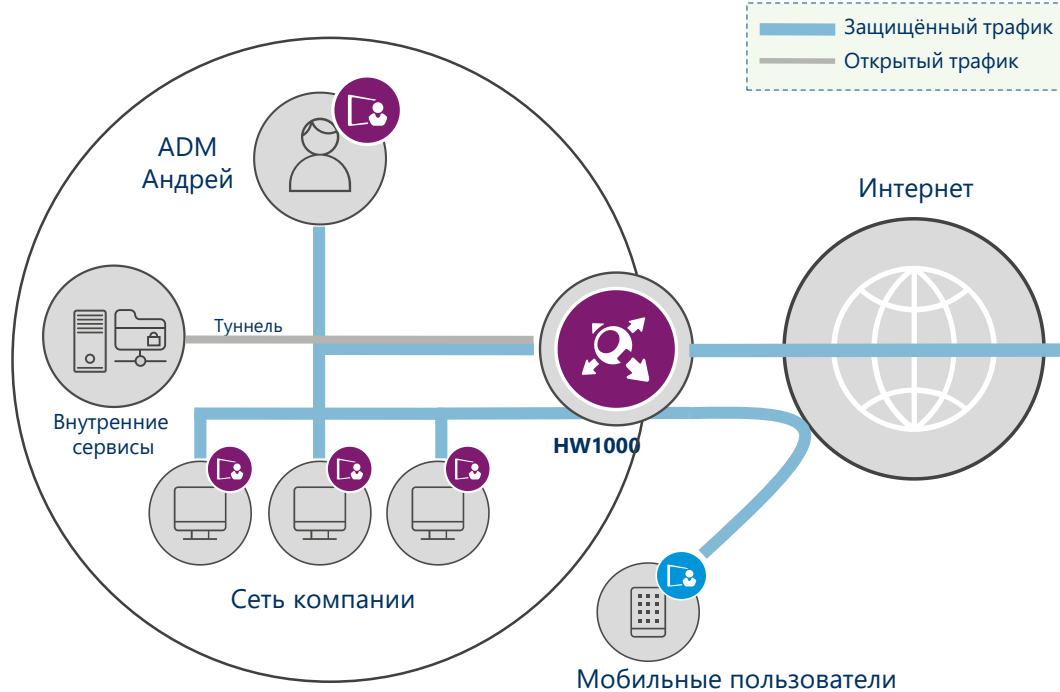 Защищённый трафик
Открытый трафик
ADM
Андрей
Интернет
Туннель
Внутренние
сервисы
HW1000
Сеть компании
Мобильные пользователи